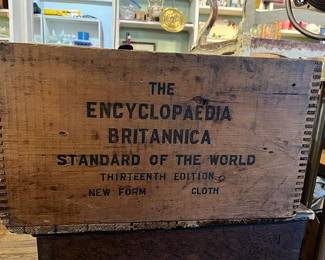 THE
ENCYCLOPAEDIA
BRITANNICA
STANDARD OF THE WORLD
THIRTEENTH EDITION
NEW FORM CLOTH